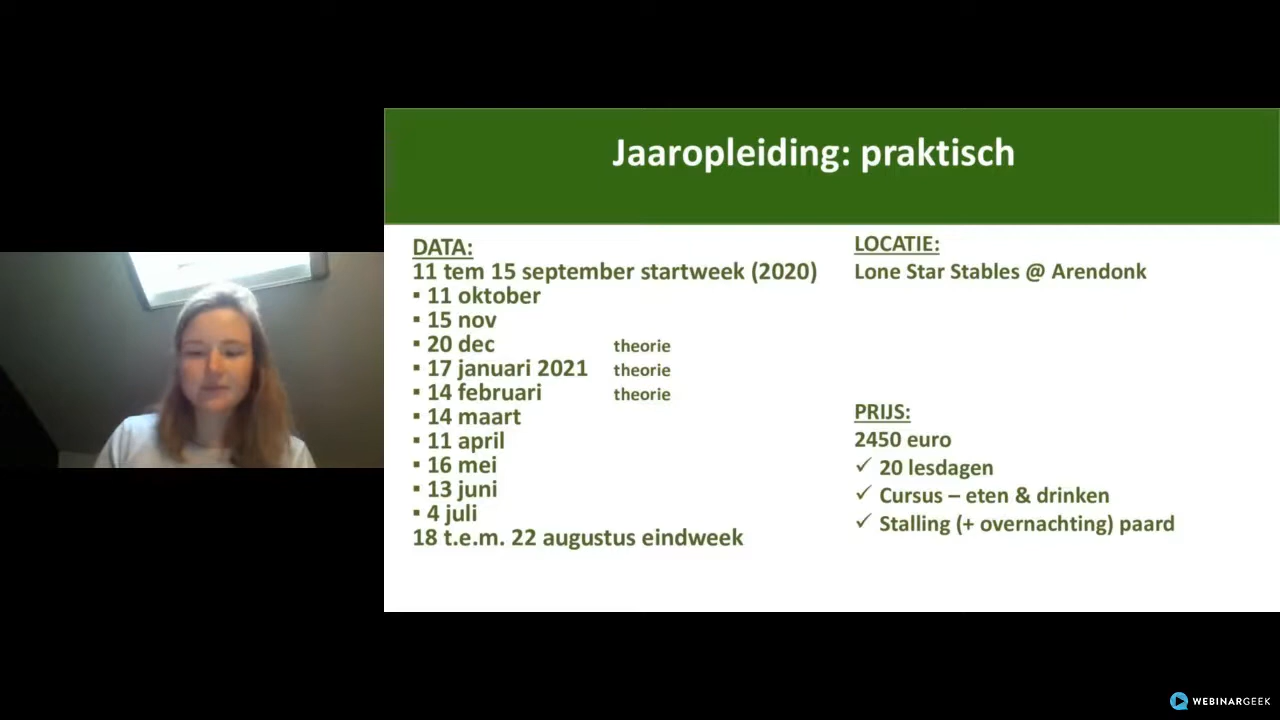 Jaaropleiding: praktisch
DATA:
11 tem 15 september startweek (2020)
▪ 11 oktober
▪ 15 nov
▪ 20 dec theorie
▪ 17 januari 2021 theorie
▪ 14 februari theorie
▪ 14 maart
▪ 11 april
▪ 16 mei
▪ 13 juni
▪ 4 juli
18 t.e.m. 22 augustus eindweek
LOCATIE:
Lone Star Stables @ Arendonk
PRIJS:
2450 euro
✓ 20 lesdagen
✓ Cursus – eten & drinken
✓ Stalling (+ overnachting) paard
WEBINARGEEK